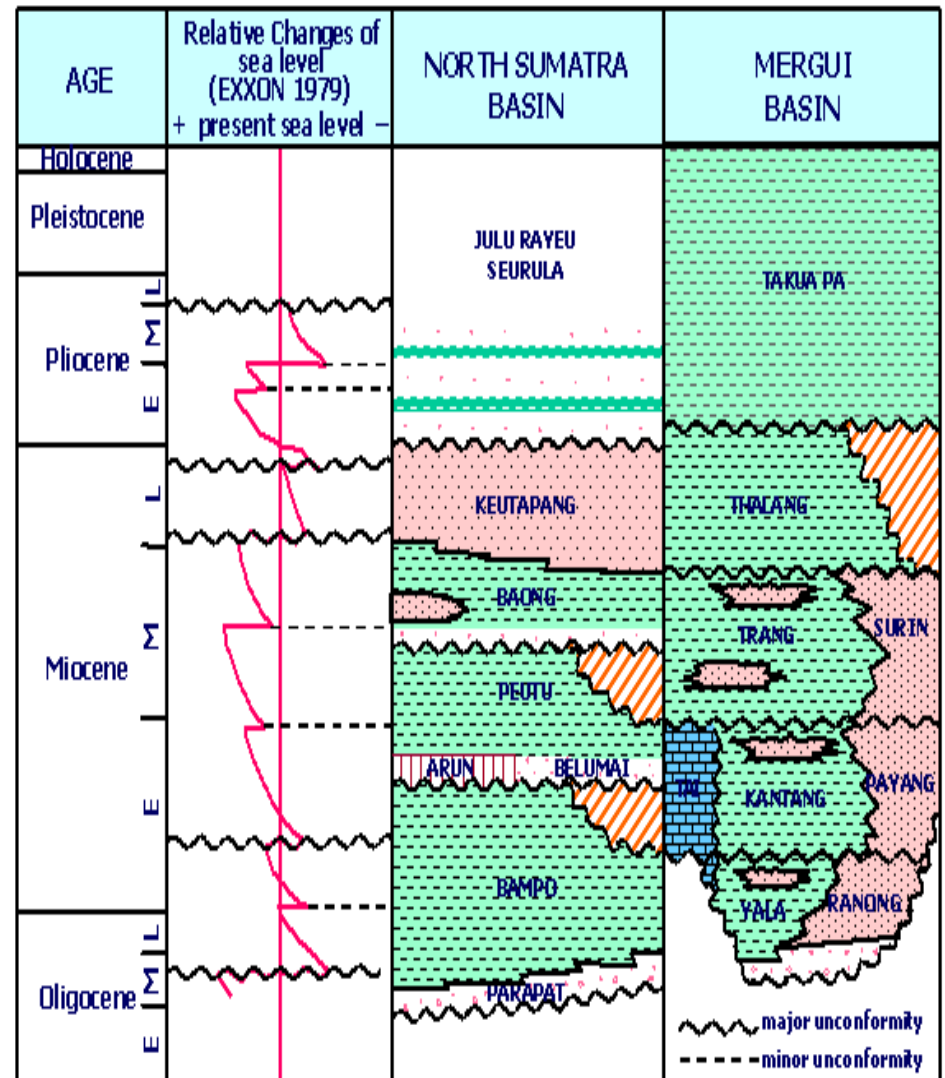 AGE
Relative Changes of
sea level
(EXXON 1979)
+ present sea level –
NORTH SUMATRA
BASIN
MERGUI
BASIN
Holocene
Pleistocene
L
M
Pliocene
E
L
M
Miocene
E
L
M
Oligocene
E
JULU RAYEU
SEURULA
KEUTAPANG
BAONG
PEUTU
ARUN
BELUMAI
BAMPO
PARAPAT
TAKUA PA
THALANG
TRANG
SURIN
TAI
KANTANG
PAYANG
YALA
RANONG
major unconformity
minor unconformity